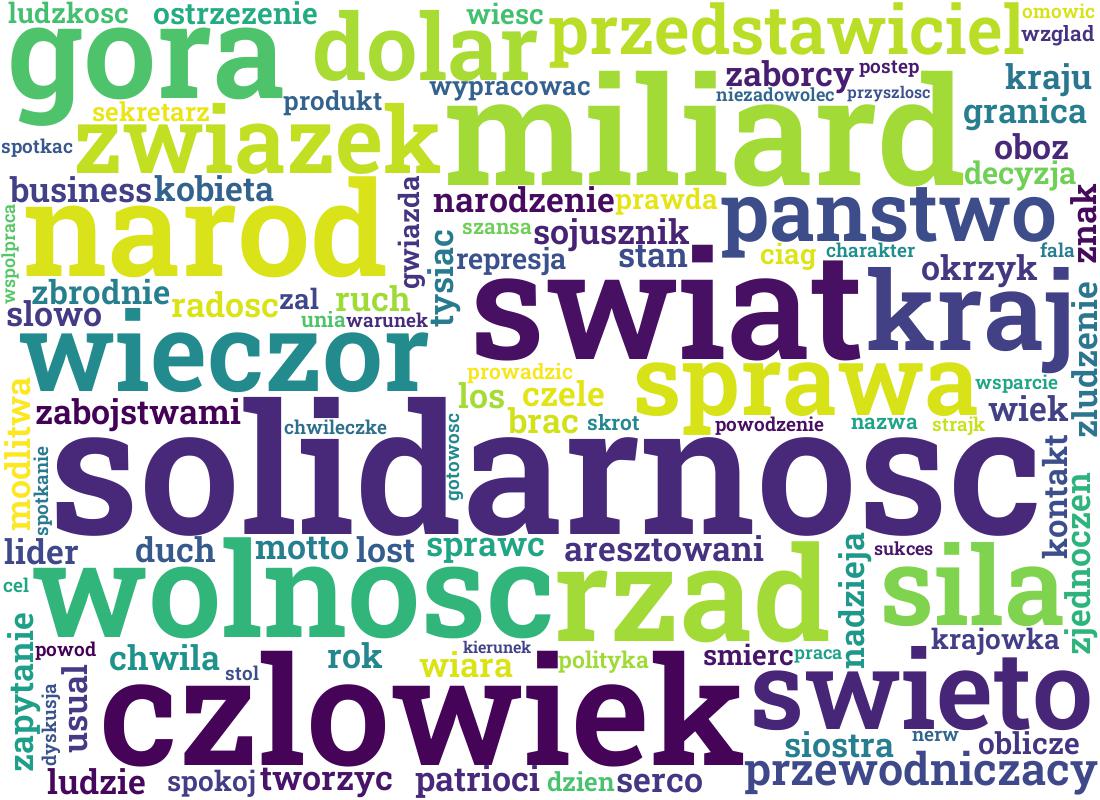 ludzkosc ostrzezenie wiesc omowic
gora dolar przedstawiciel wzglad
zaborcy postep kraju
produkt wypracowac niezadowolec przyszlosc
sekretarz zwiazek miliard granica
spotkac oboz
business kobieta decyzja
narod gwiazda narodzenie prawda panstwo znak
wspolpraca szansa sojusznik
represja stan ciag charakter fala
zbrodnie radosc zal ruch tysiac swiat kraj okrzyk
slowo unia warunek zludzenie
wieczor prowadzic sprawa wsparcie
modlitwa los czele
zabojstwami chwileczke brac skrot powodzenie nazwa strajk wiek
spotkanie solidarnosc gotowosc kontakt
lider duch motto lost sprawc aresztowani sukces
cel wolnosc rzad nadzieja sila zjednoczen
krajowka
zapytanie powod chwila rok kierunek smierc praca
dyskusja usual stol wiara polityka
czlowiek swieto
siostra nerw oblicze
ludzie spokoj tworzyc patrioci dzien serco przewodniczacy